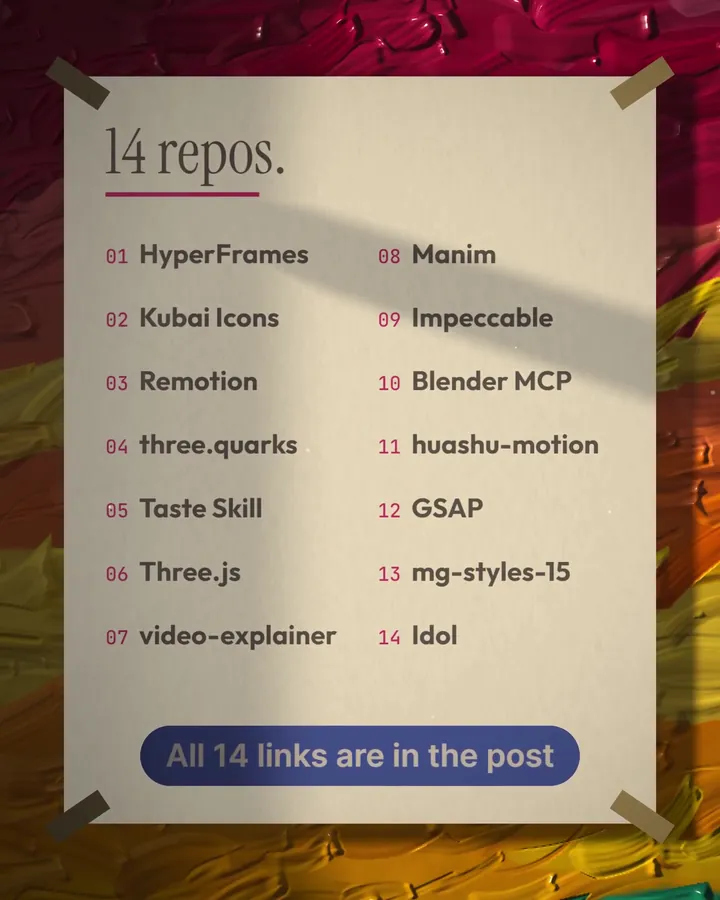 14 repos.
01 HyperFrames
02 Kubai Icons
03 Remotion
04 three.quarks
05 Taste Skill
06 Three.js
07 video-explainer
08 Manim
09 Impeccable
10 Blender MCP
11 huashu-motion
12 GSAP
13 mg-styles-15
14 Idol
All 14 links are in the post